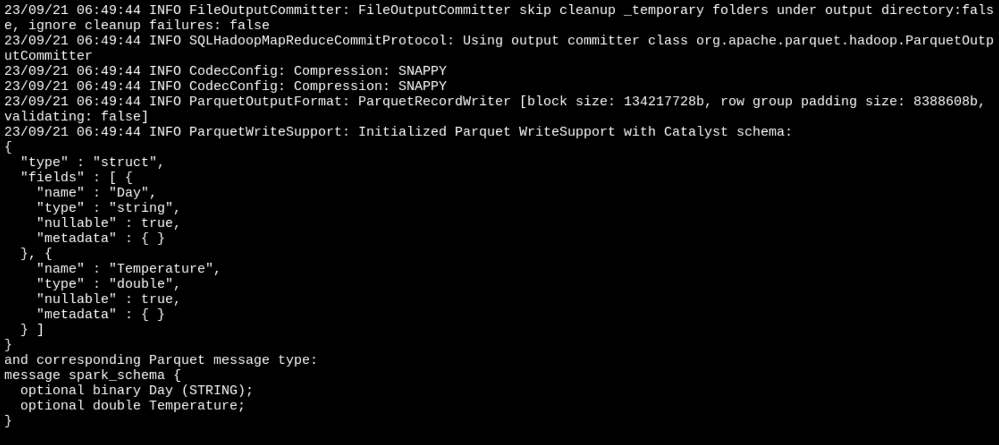 23/09/21 06:49:44 INFO FileOutputCommitter: FileOutputCommitter skip cleanup _temporary folders under output directory:fals
e, ignore cleanup failures: false
23/09/21 06:49:44 INFO SQLHadoopMapReduceCommitProtocol: Using output committer class org.apache.parquet.hadoop.ParquetOutp
utCommitter
23/09/21 06:49:44 INFO CodecConfig: Compression: SNAPPY
23/09/21 06:49:44 INFO CodecConfig: Compression: SNAPPY
23/09/21 06:49:44 INFO ParquetOutputFormat: ParquetRecordWriter [block size: 134217728b, row group padding size: 8388608b,
validating: false]
23/09/21 06:49:44 INFO ParquetWriteSupport: Initialized Parquet WriteSupport with Catalyst schema:
{
  "type" : "struct",
  "fields" : [ {
    "name" : "Day",
    "type" : "string",
    "nullable" : true,
    "metadata" : { }
  }, {
    "name" : "Temperature",
    "type" : "double",
    "nullable" : true,
    "metadata" : { }
  } ]
}
and corresponding Parquet message type:
message spark_schema {
  optional binary Day (STRING);
  optional double Temperature;
}